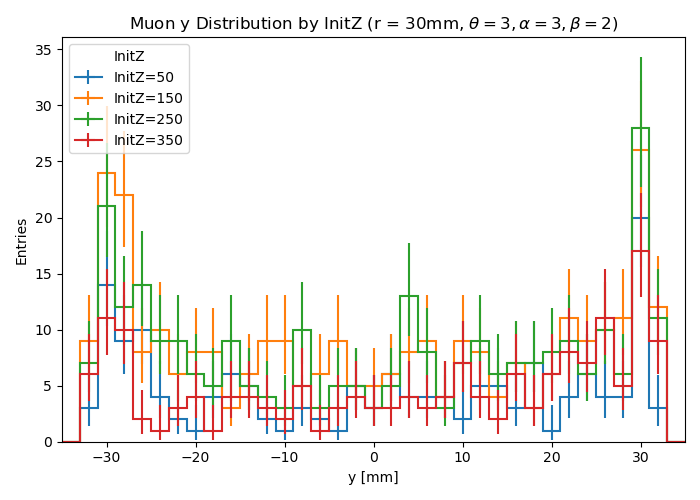 Muon y Distribution by InitZ (r = 30mm, θ = 3, α = 3, β = 2)
35
30
25
20
15
10
5
0
Entries
InitZ
InitZ=50
InitZ=150
InitZ=250
InitZ=350
−30 −20 −10 0 10 20 30
y [mm]